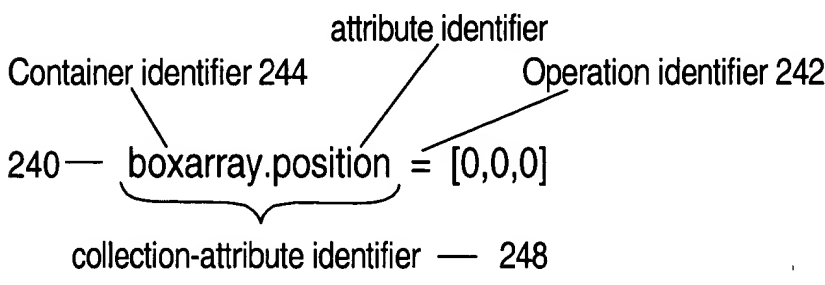 attribute identifier
Container identifier 244
Operation identifier 242
240 — boxarray.position = [0,0,0]
collection-attribute identifier — 248